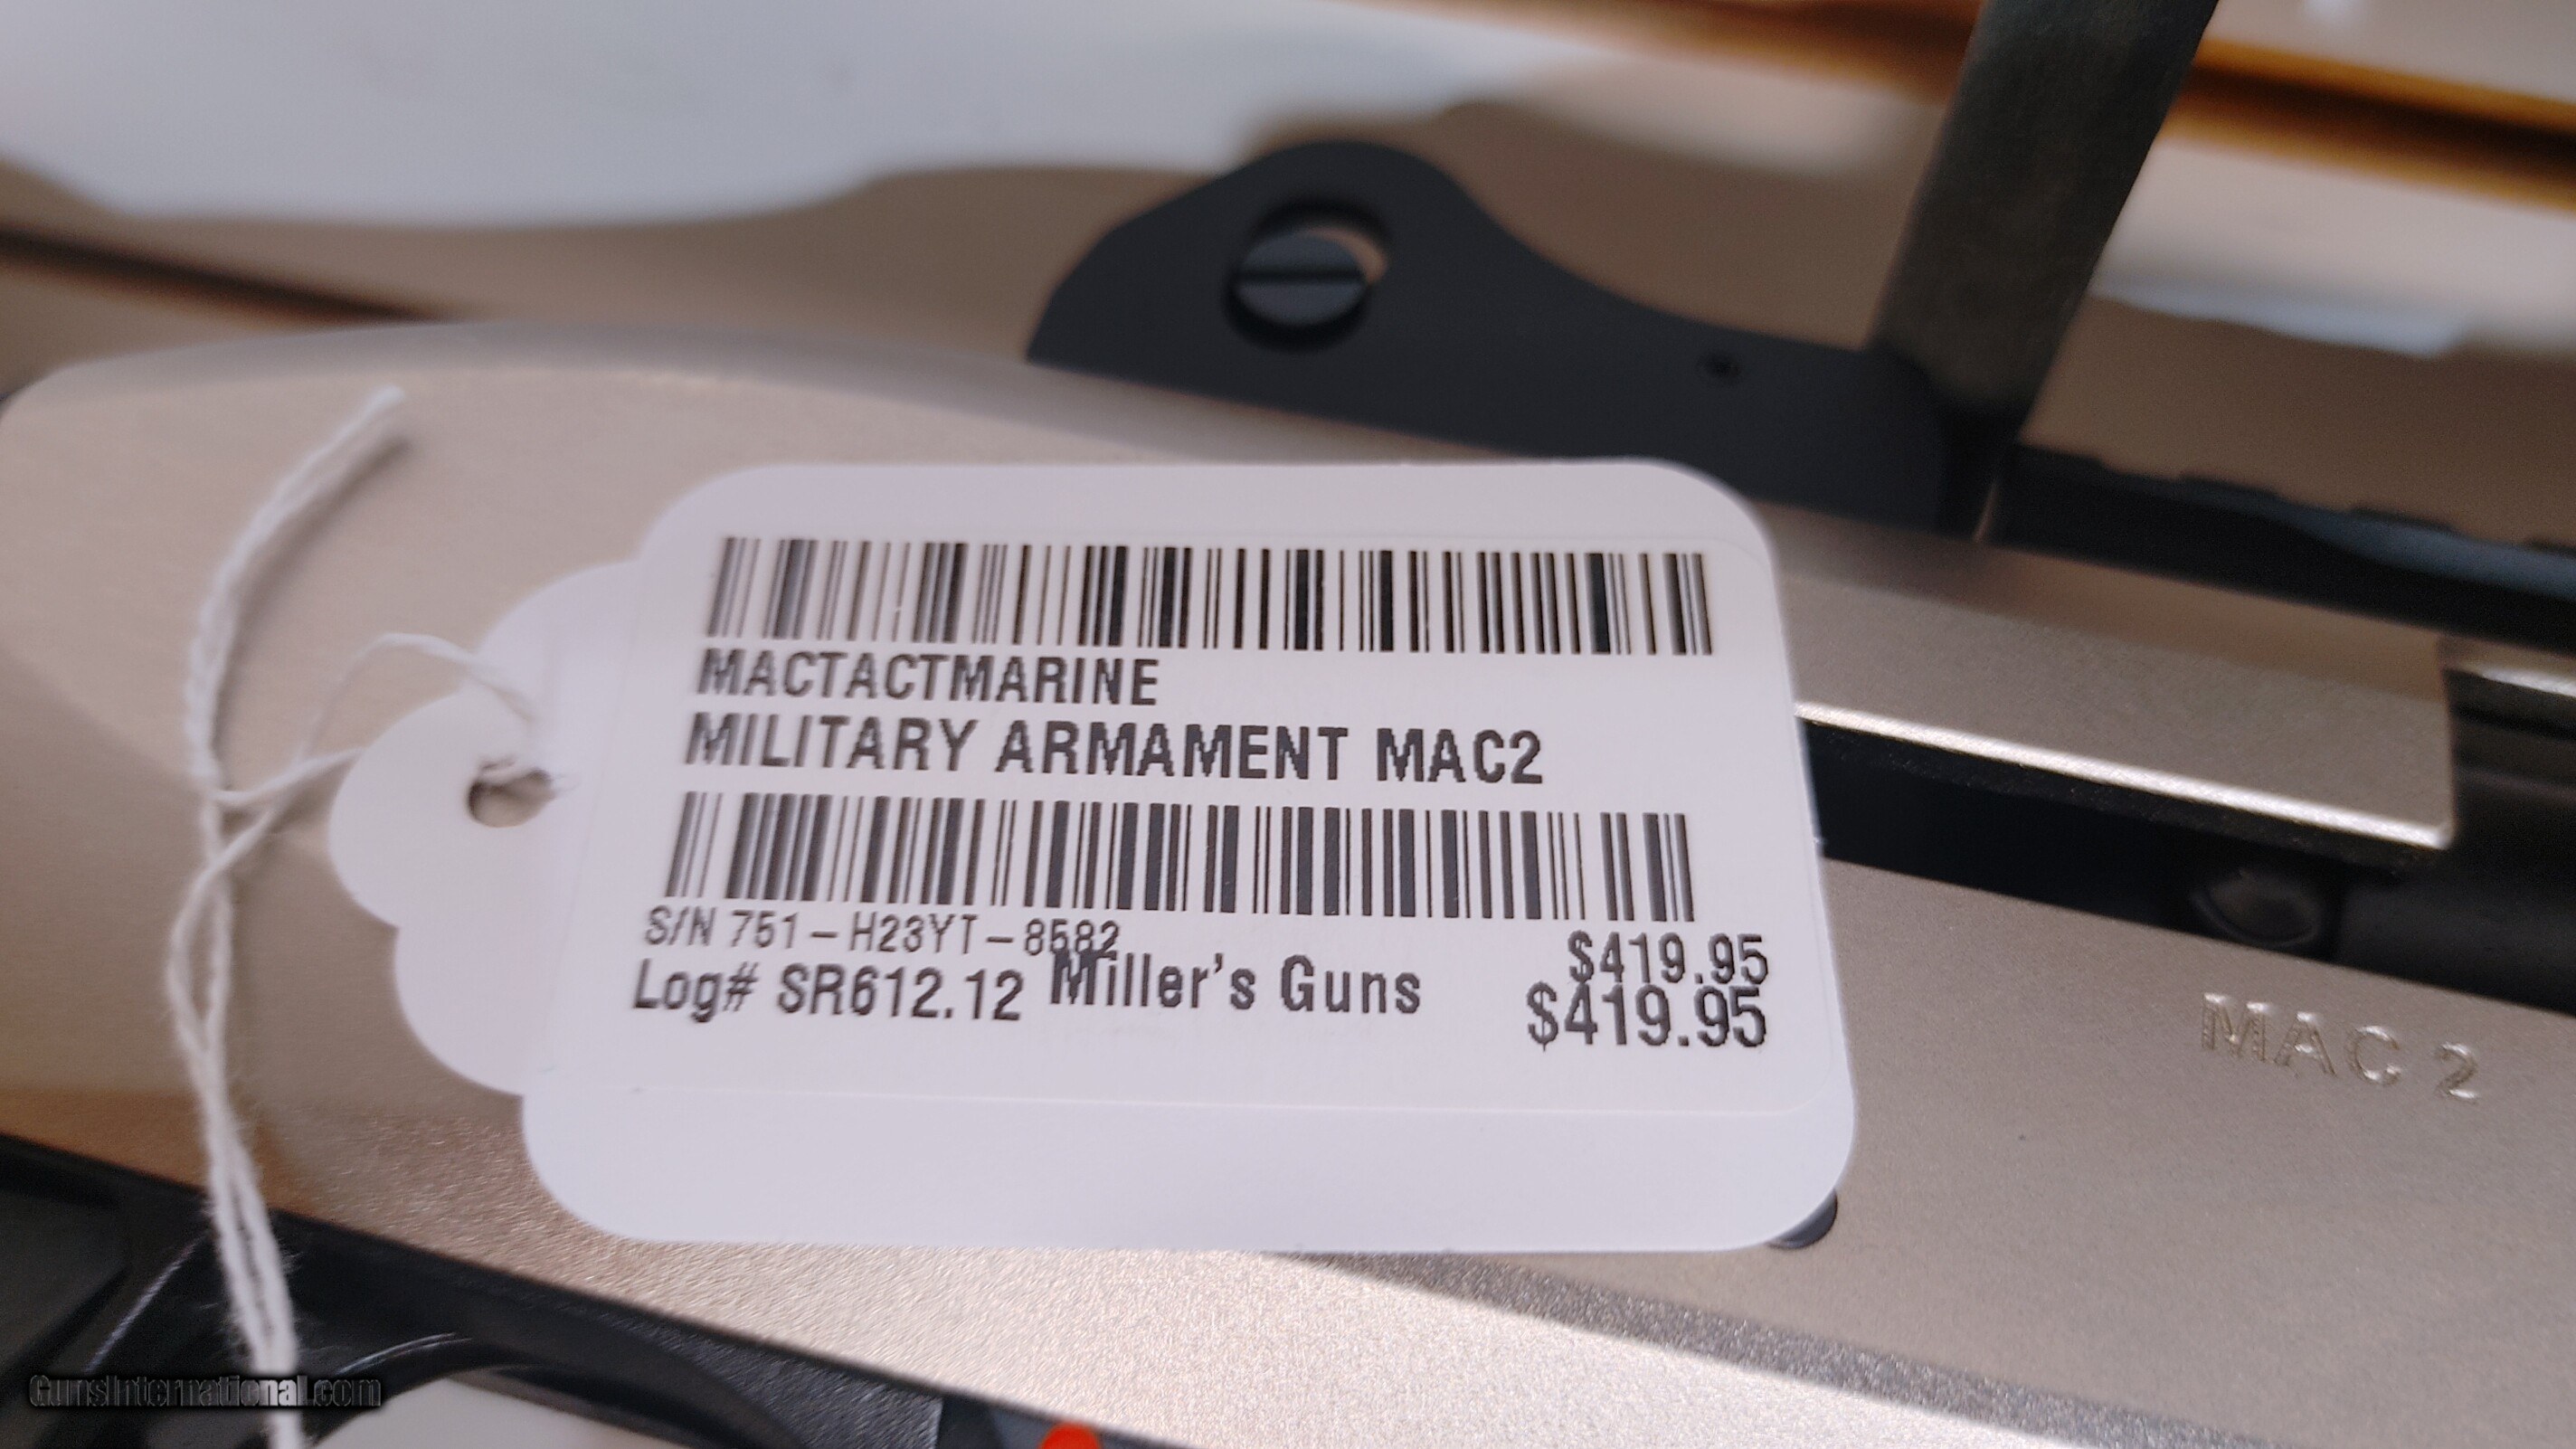 MACTACTMARINE
MILITARY ARMAMENT MAC2
S/N 751-H23YT-8582
$419.95
Log# SR612.12 Miller's Guns
$419.95
MAC 2
GunsInternational.com